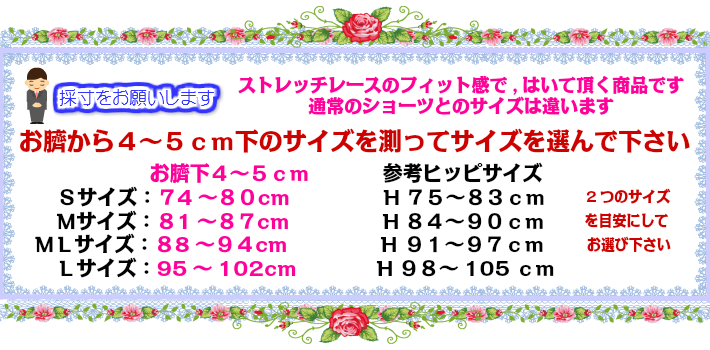 採寸をお願いします
ストレッチレースのフィット感で，はいて頂く商品です
通常のショーツとのサイズは違います
お臍から４～５ｃｍ下のサイズを測ってサイズを選んで下さい
お臍下４～５ｃｍ 参考ヒッピサイズ
Ｓサイズ：７４～８０cm Ｈ７５～８３ｃｍ ２つのサイズ
Ｍサイズ：８１～８７cm Ｈ８４～９０ｃｍ を目安にして
ＭＬサイズ：８８～９４cm Ｈ９１～９７ｃｍ お選び下さい
Ｌサイズ：95～102cm Ｈ９８～105ｃｍ